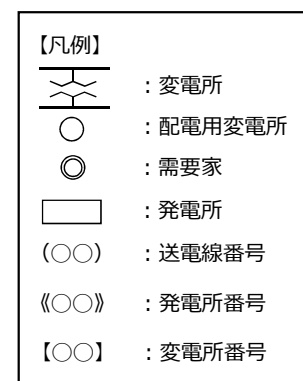 【凡例】
：変電所
：配電用変電所
：需要家
：発電所
(○○)：送電線番号
《○○》：発電所番号
【○○】：変電所番号